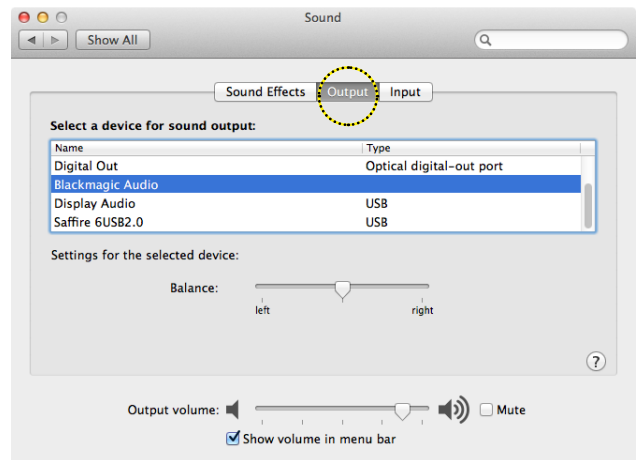 Sound
Show All
Sound Effects Output Input
Select a device for sound output:
Name Type
Digital Out Optical digital-out port
Blackmagic Audio
Display Audio USB
Saffire 6USB2.0 USB
Settings for the selected device:
Balance:
left right
?
Output volume: Mute
Show volume in menu bar